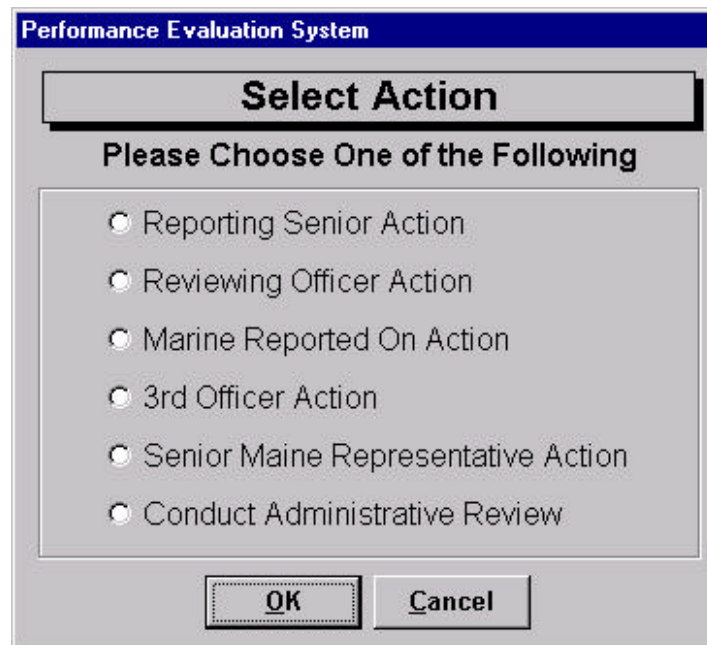 Performance Evaluation System
Select Action
Please Choose One of the Following
Reporting Senior Action
Reviewing Officer Action
Marine Reported On Action
3rd Officer Action
Senior Maine Representative Action
Conduct Administrative Review
OK Cancel